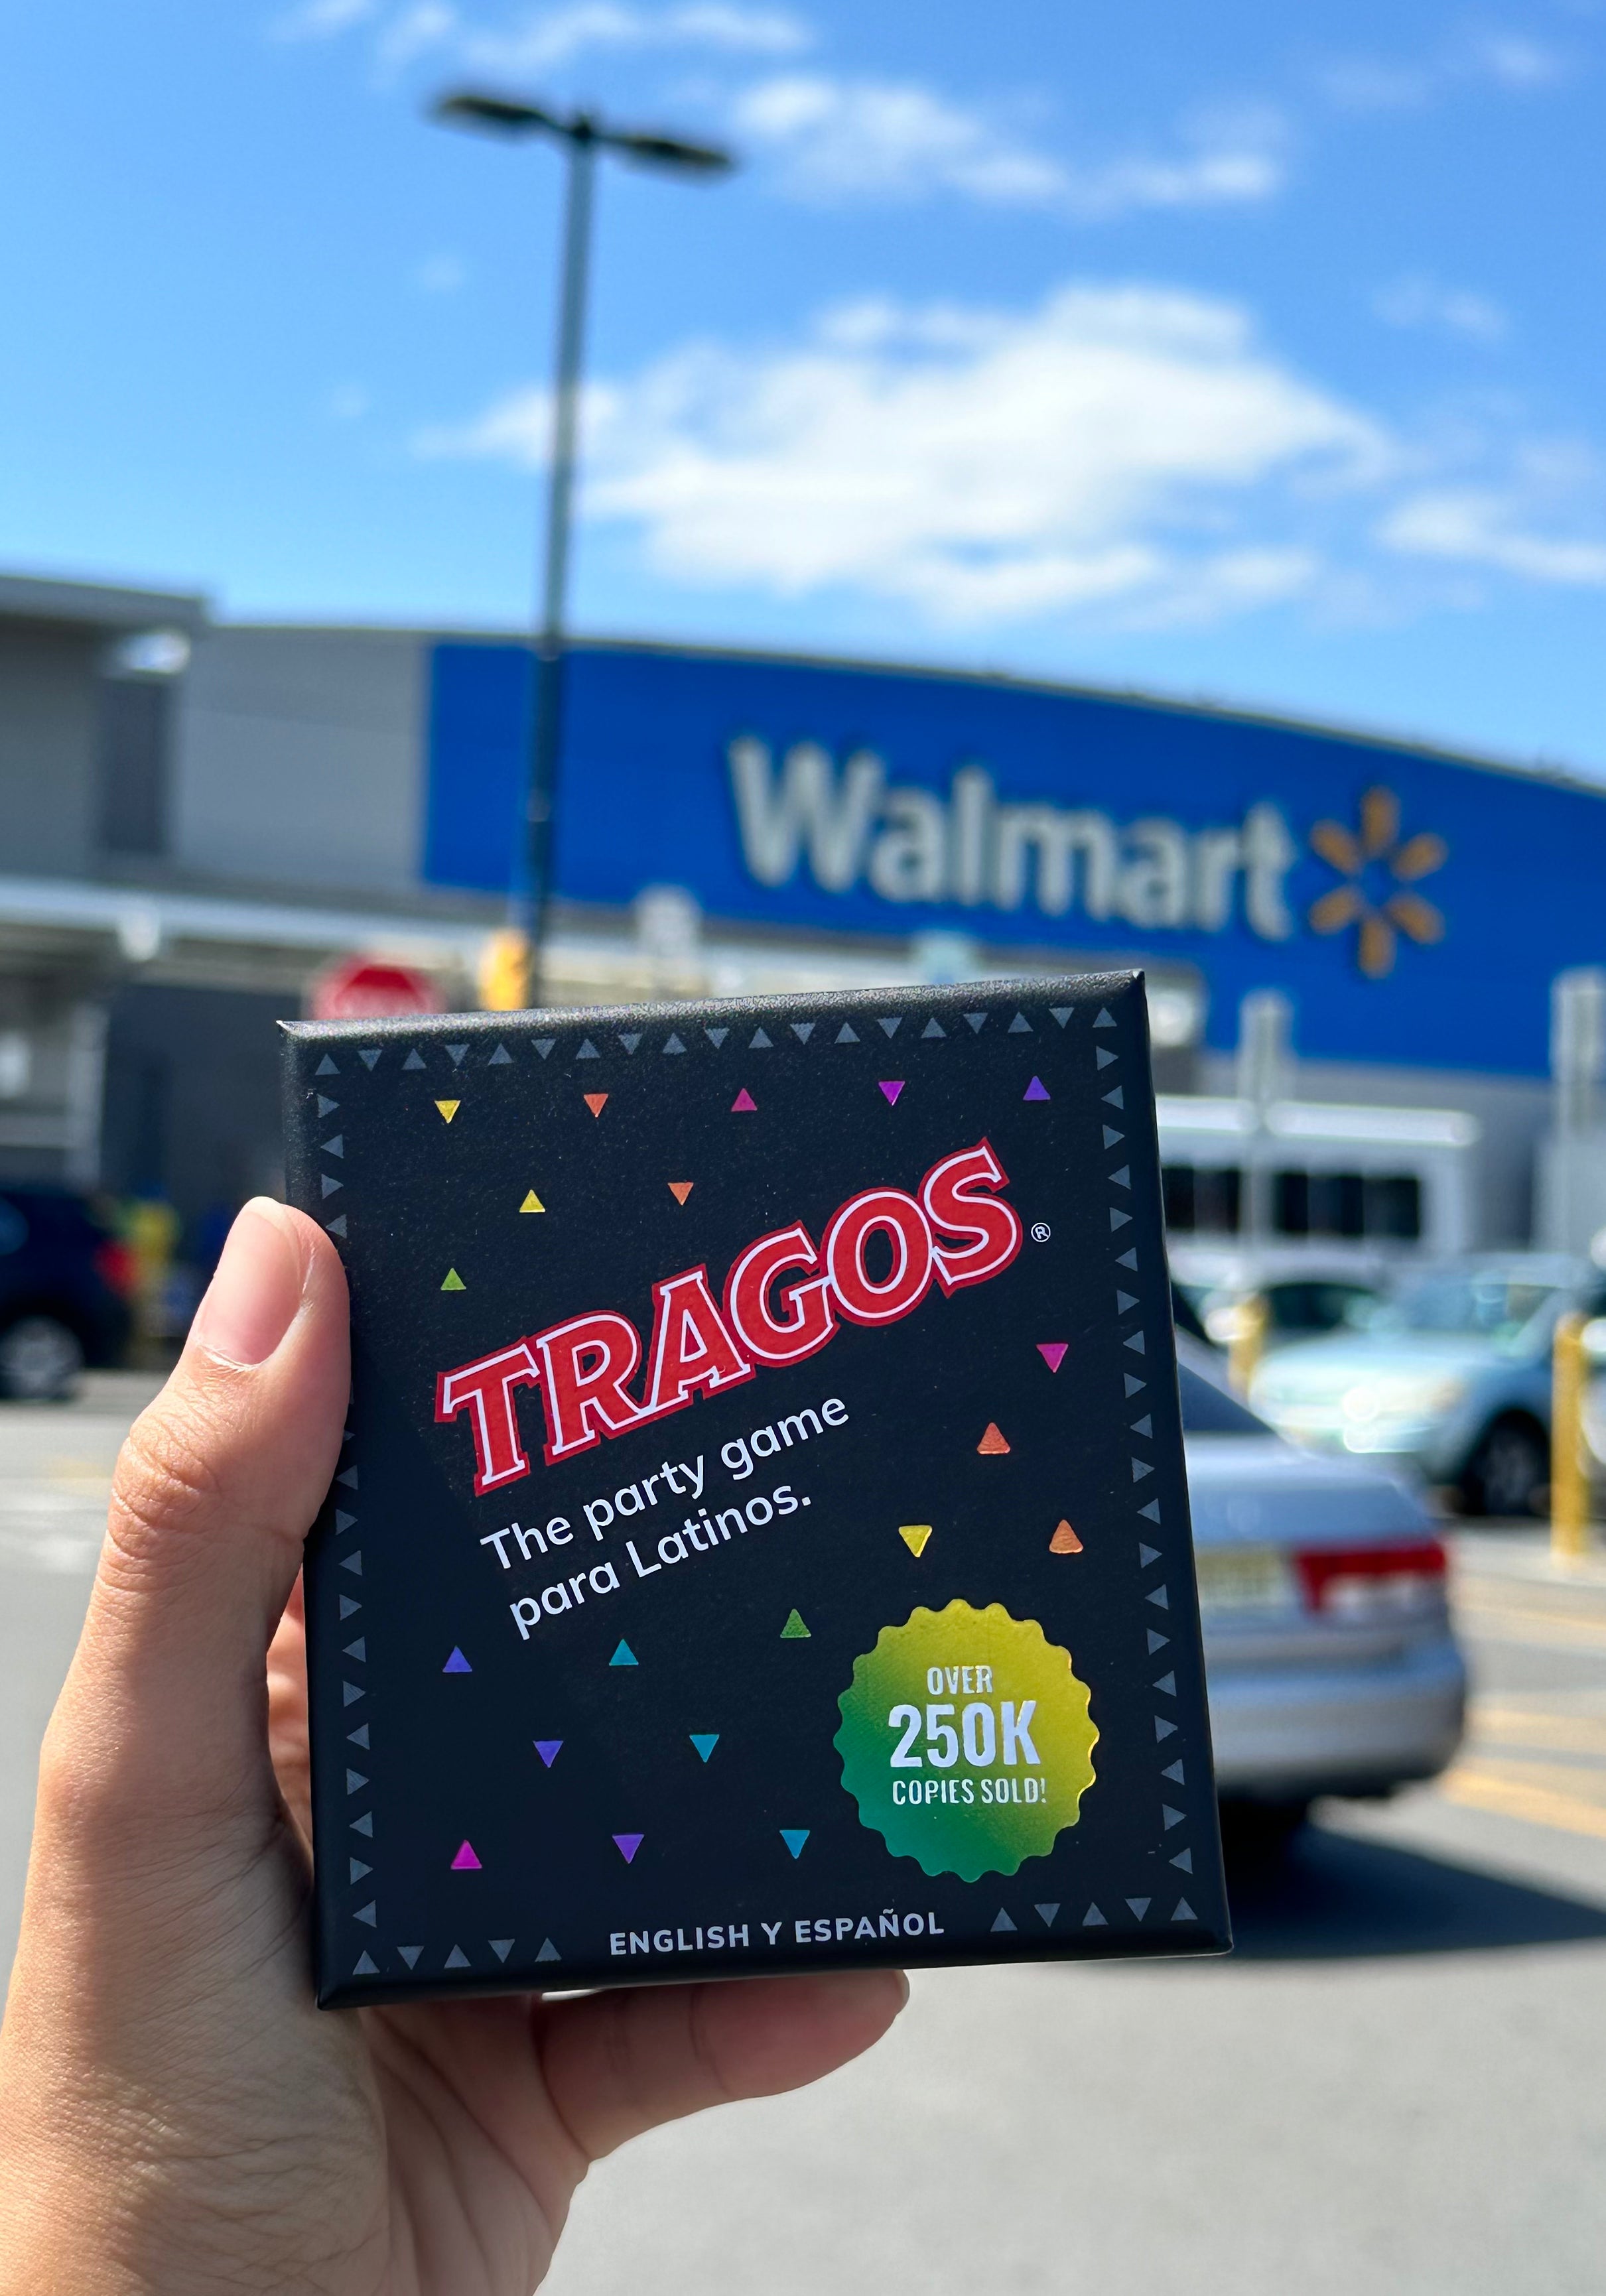 Walmart
TRAGOS®
The party game
para Latinos.
OVER
250K
COPIES SOLD!
ENGLISH Y ESPAÑOL